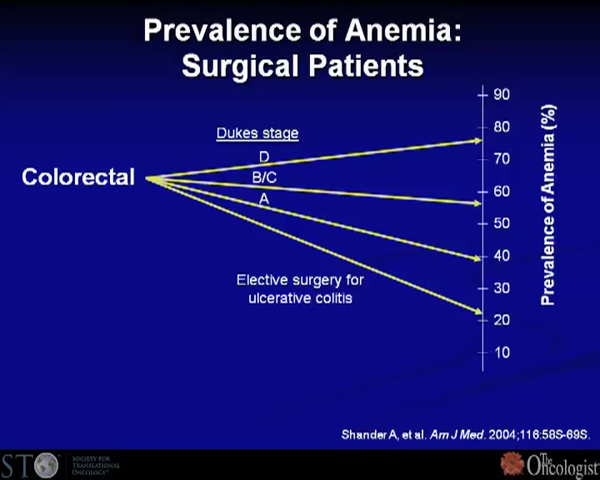 Prevalence of Anemia:
Surgical Patients
Dukes stage
D
B/C
A
Colorectal
Elective surgery for
ulcerative colitis
90
80
70
60
50
40
30
20
10
Prevalence of Anemia (%)
Shander A, et al. Am J Med. 2004;116:58S-69S.
STO
SOCIETY FOR
TRANSLATIONAL
ONCOLOGY
The
Oncologist